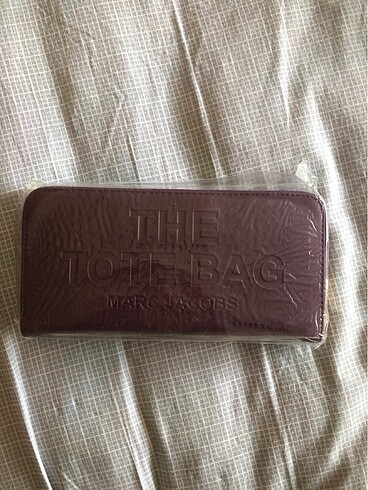 THE
TOTE BAG
MARC JACOBS